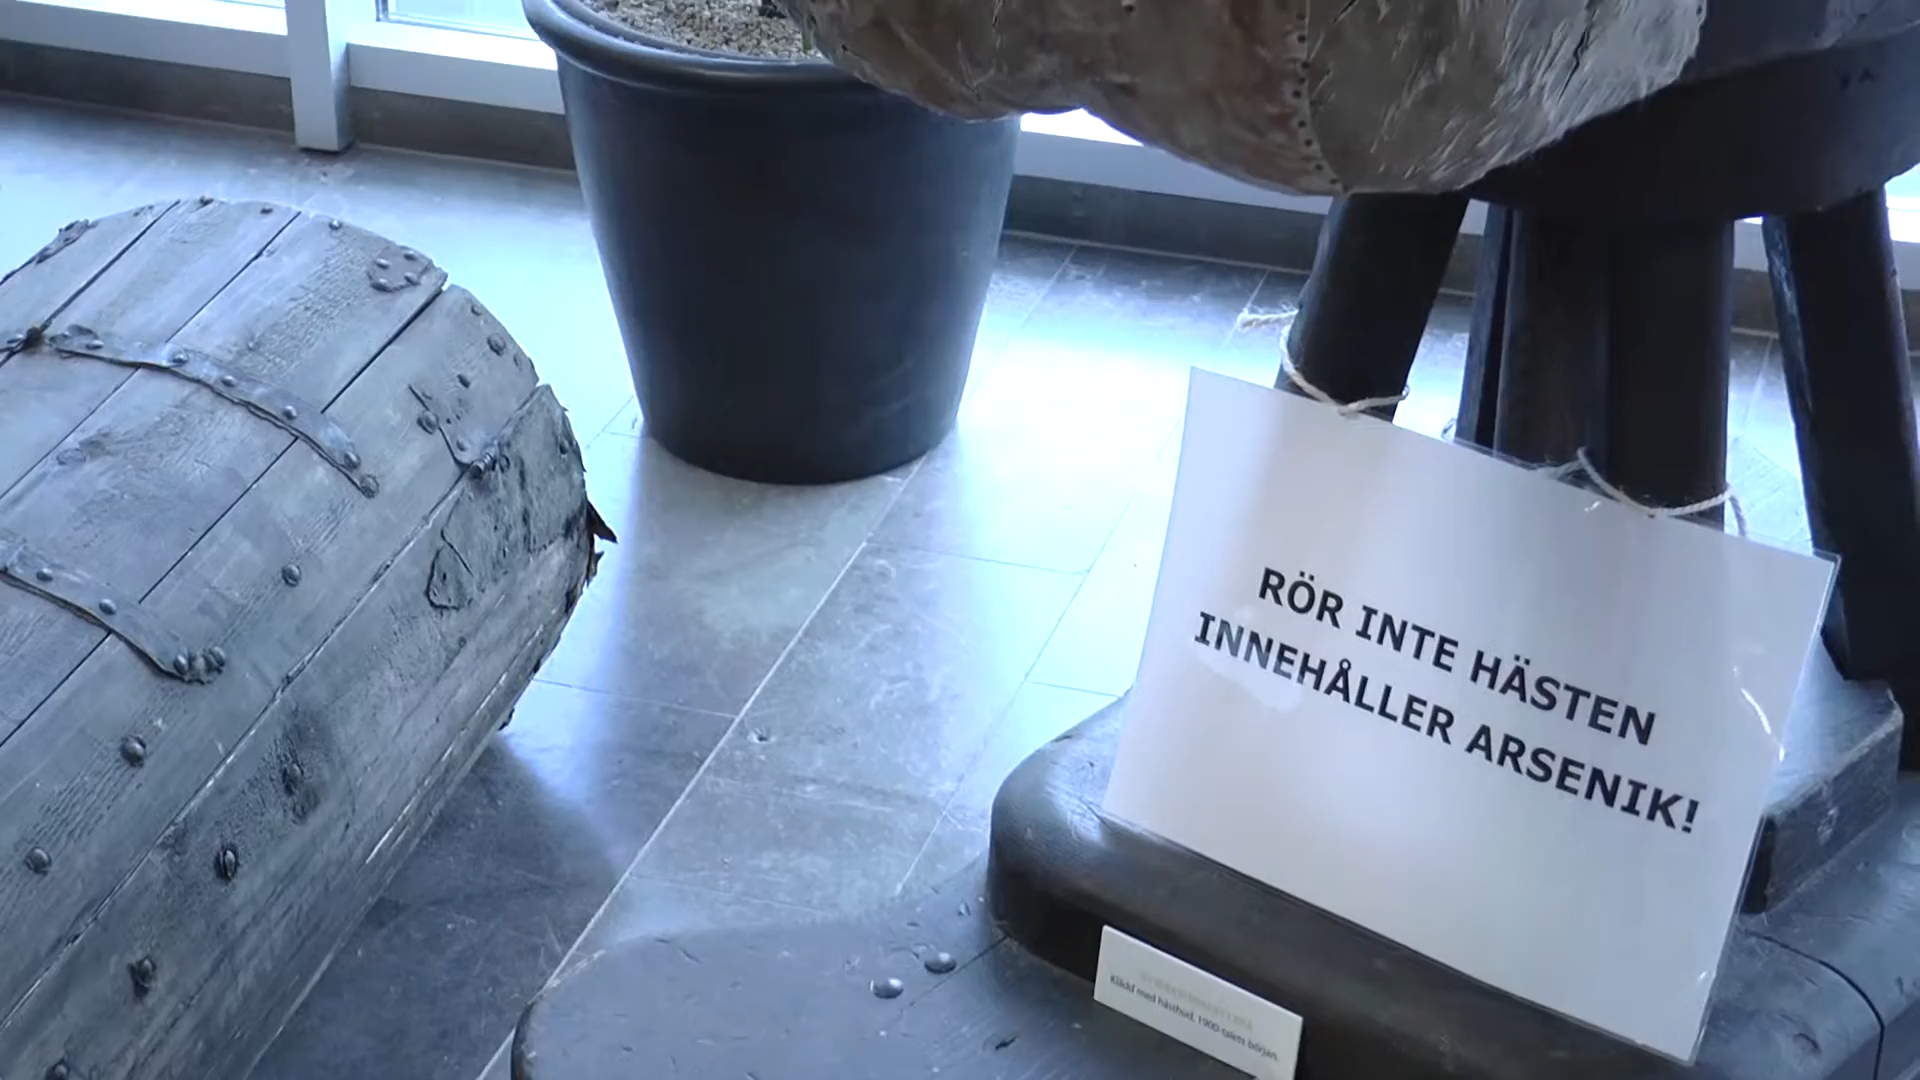 RÖR INTE HÄSTEN
INNEHÅLLER ARSENIK!
Klädd med hästhud, 1900-talets början.